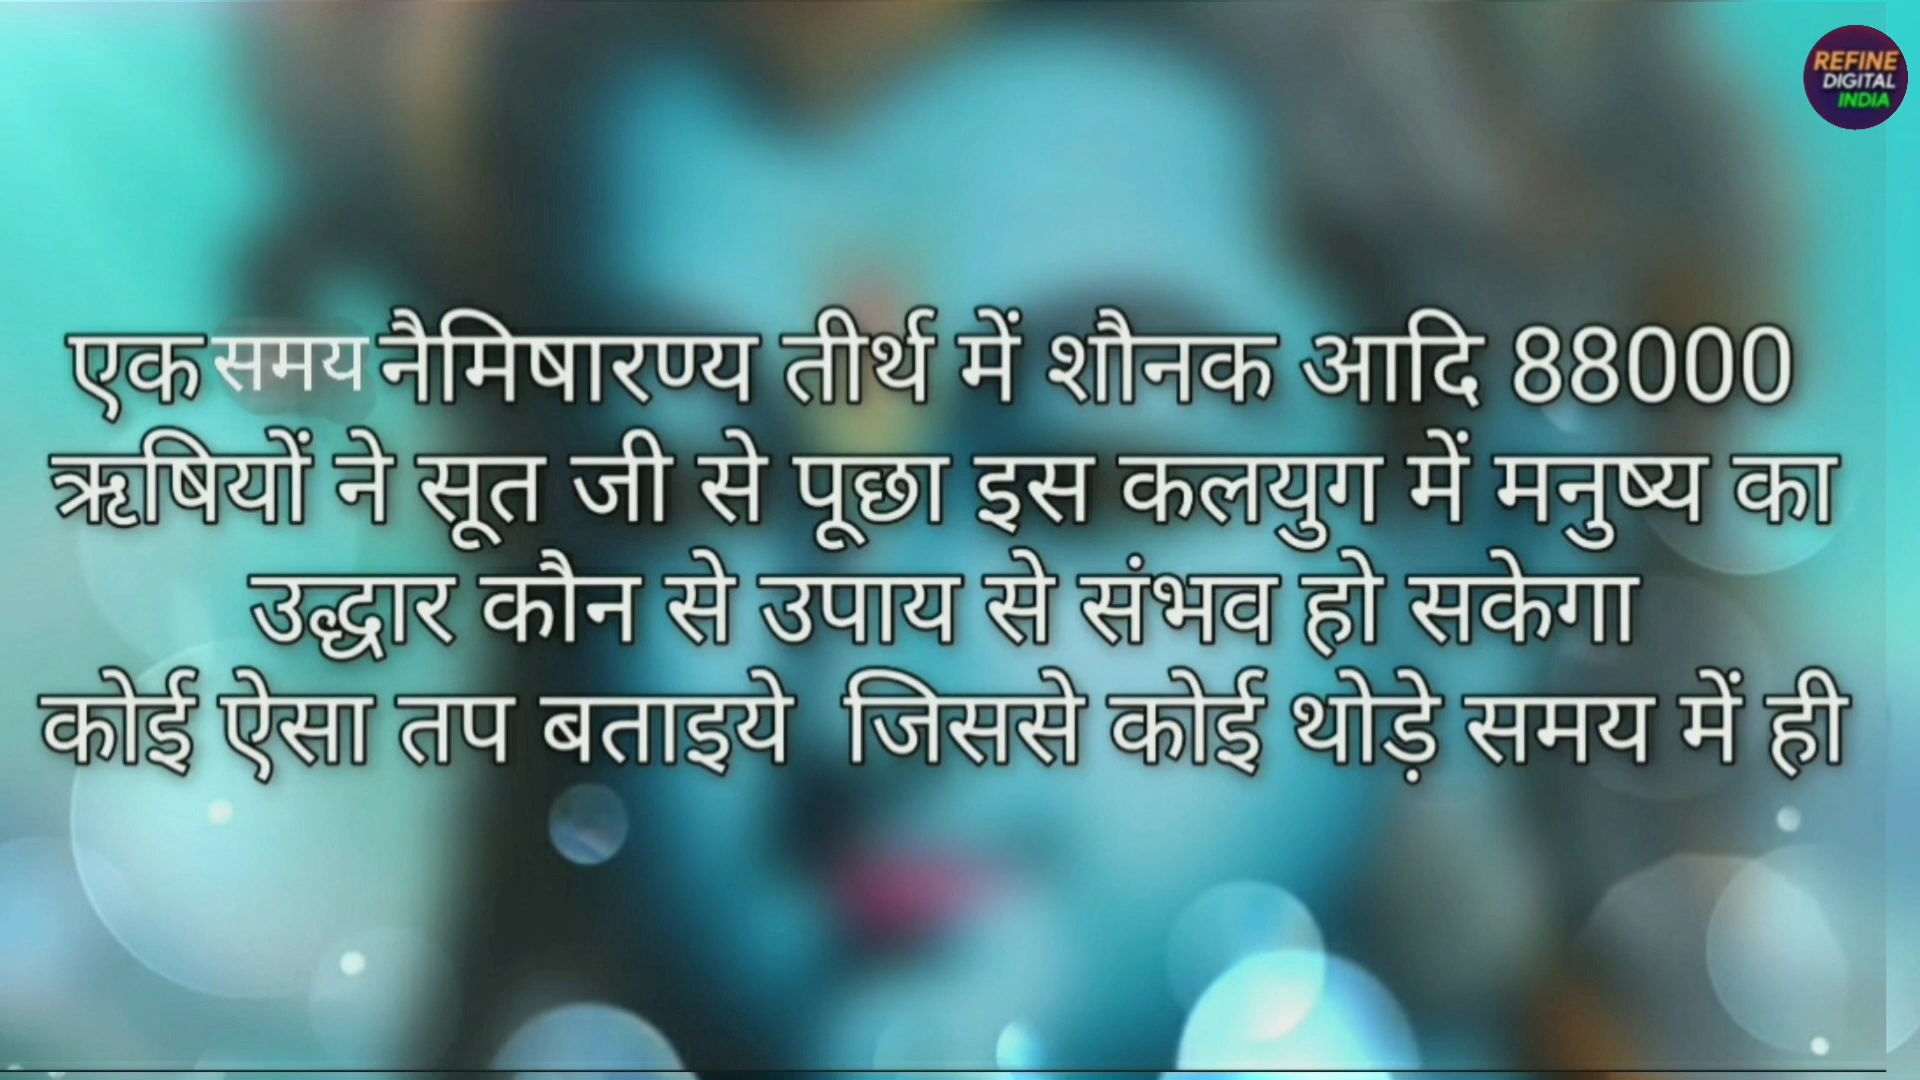 REFINE
DIGITAL
INDIA
एक समय नैमिषारण्य तीर्थ में शौनक आदि 88000
ऋषियों ने सूत जी से पूछा इस कलयुग में मनुष्य का
उद्धार कौन से उपाय से संभव हो सकेगा
कोई ऐसा तप बताइये  जिससे कोई थोड़े समय में ही